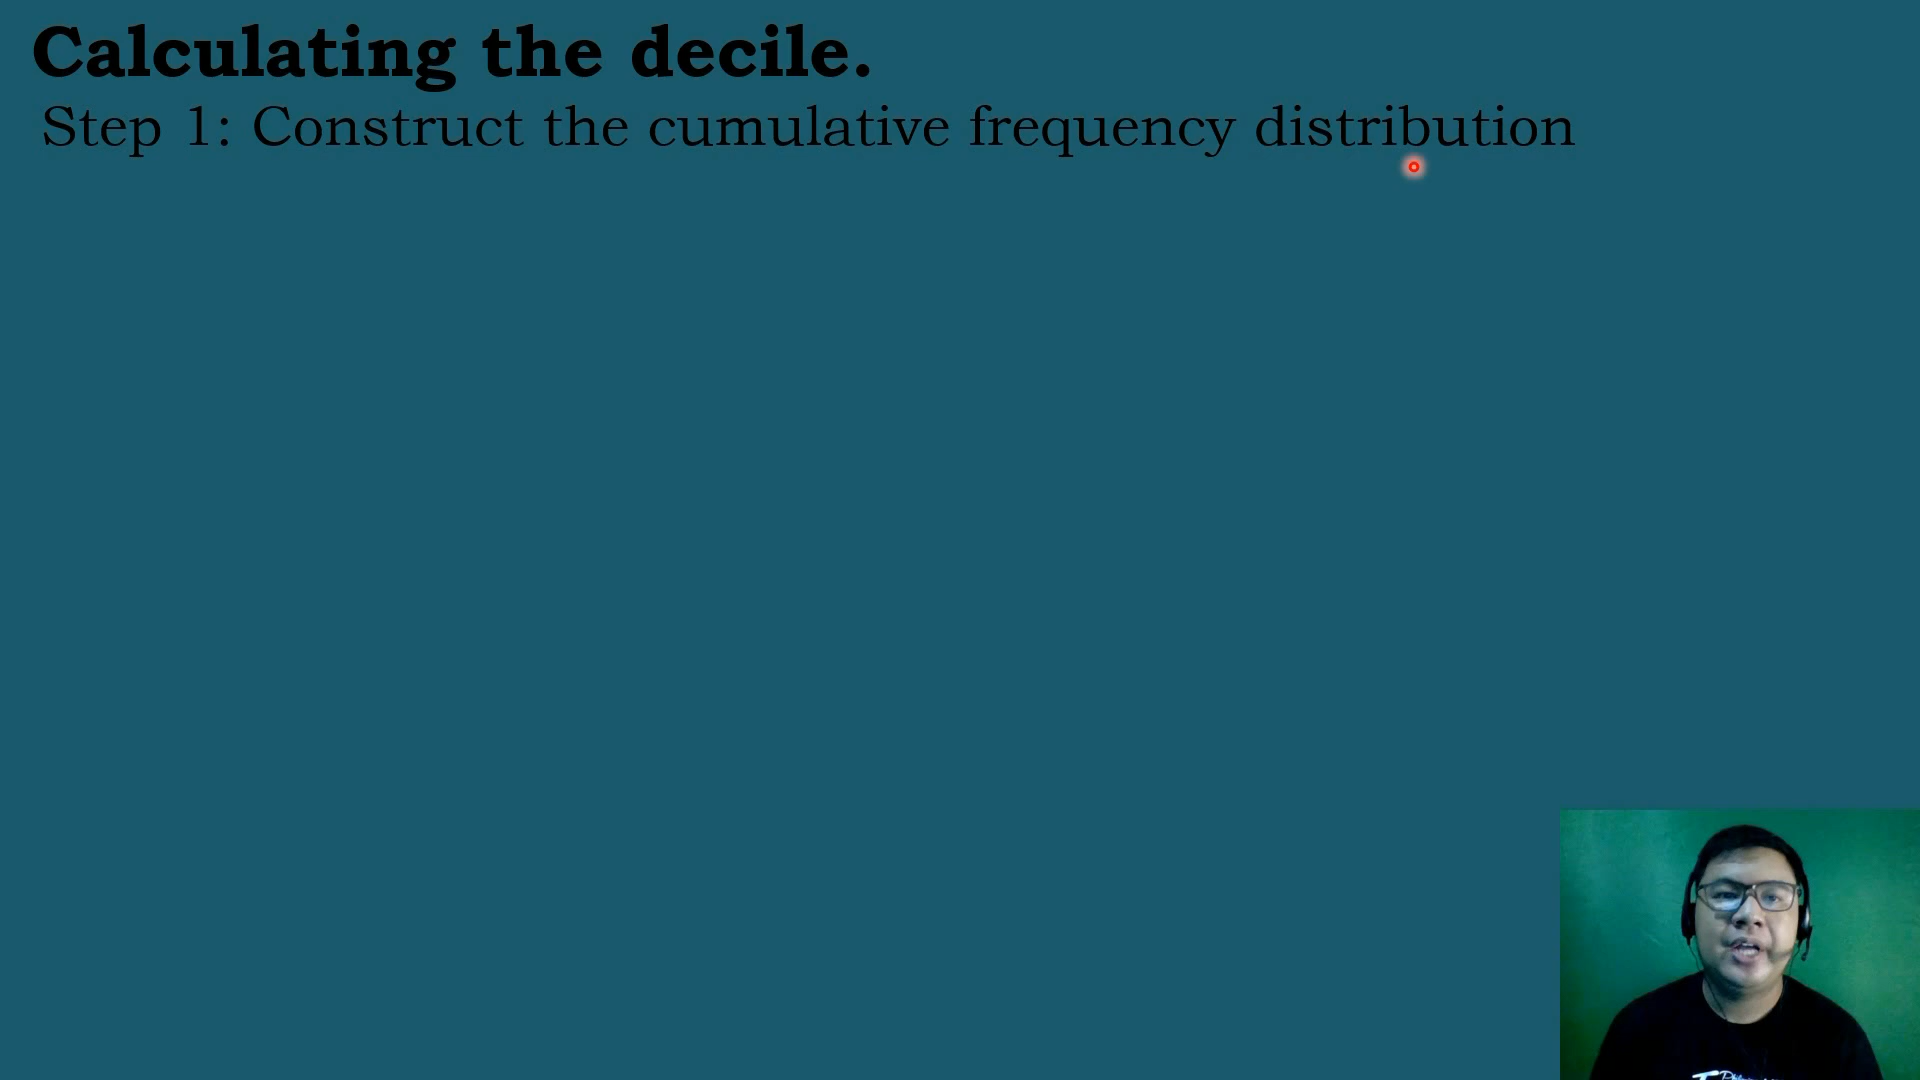 Calculating the decile.
Step 1: Construct the cumulative frequency distribution